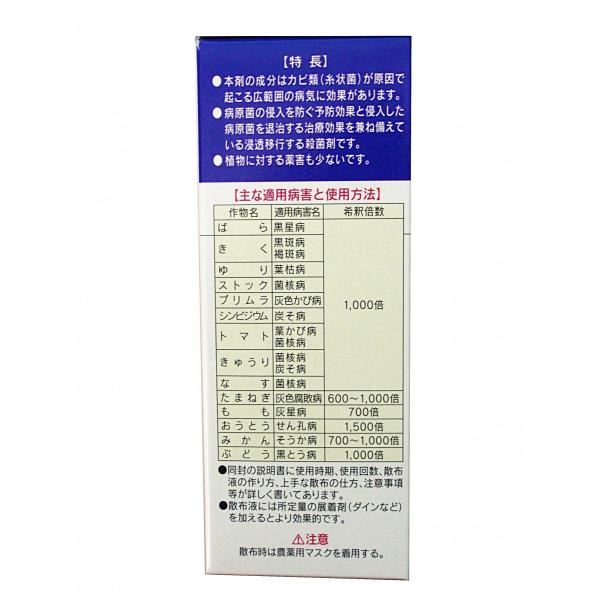 【特 長】
●本剤の成分はカビ類(糸状菌)が原因で
起こる広範囲の病気に効果があります。
●病原菌の侵入を防ぐ予防効果と侵入した
病原菌を退治する治療効果を兼ね備えて
いる浸透移行する殺菌剤です。
●植物に対する薬害も少ないです。
【主な適用病害と使用方法】
作物名 適用病害名 希釈倍数
ばら 黒星病
きく 黒斑病
褐斑病
ゆり 葉枯病
ストック 菌核病
プリムラ 灰色かび病
1,000倍
シンビジウム 炭そ病
トマト 葉かび病
菌核病
きゅうり 菌核病
炭そ病
なす 菌核病
たまねぎ 灰色腐敗病 600〜1,000倍
もも 灰星病 700倍
おうとう せん孔病 1,500倍
みかん そうか病 700〜1,000倍
ぶどう 黒とう病 1,000倍
●同封の説明書に使用時期、使用回数、散布
液の作り方、上手な散布の仕方、注意事項
等が詳しく書いてあります。
●散布液には所定量の展着剤(ダインなど)
を加えるとより効果的です。
⚠注意
散布時は農薬用マスクを着用する。